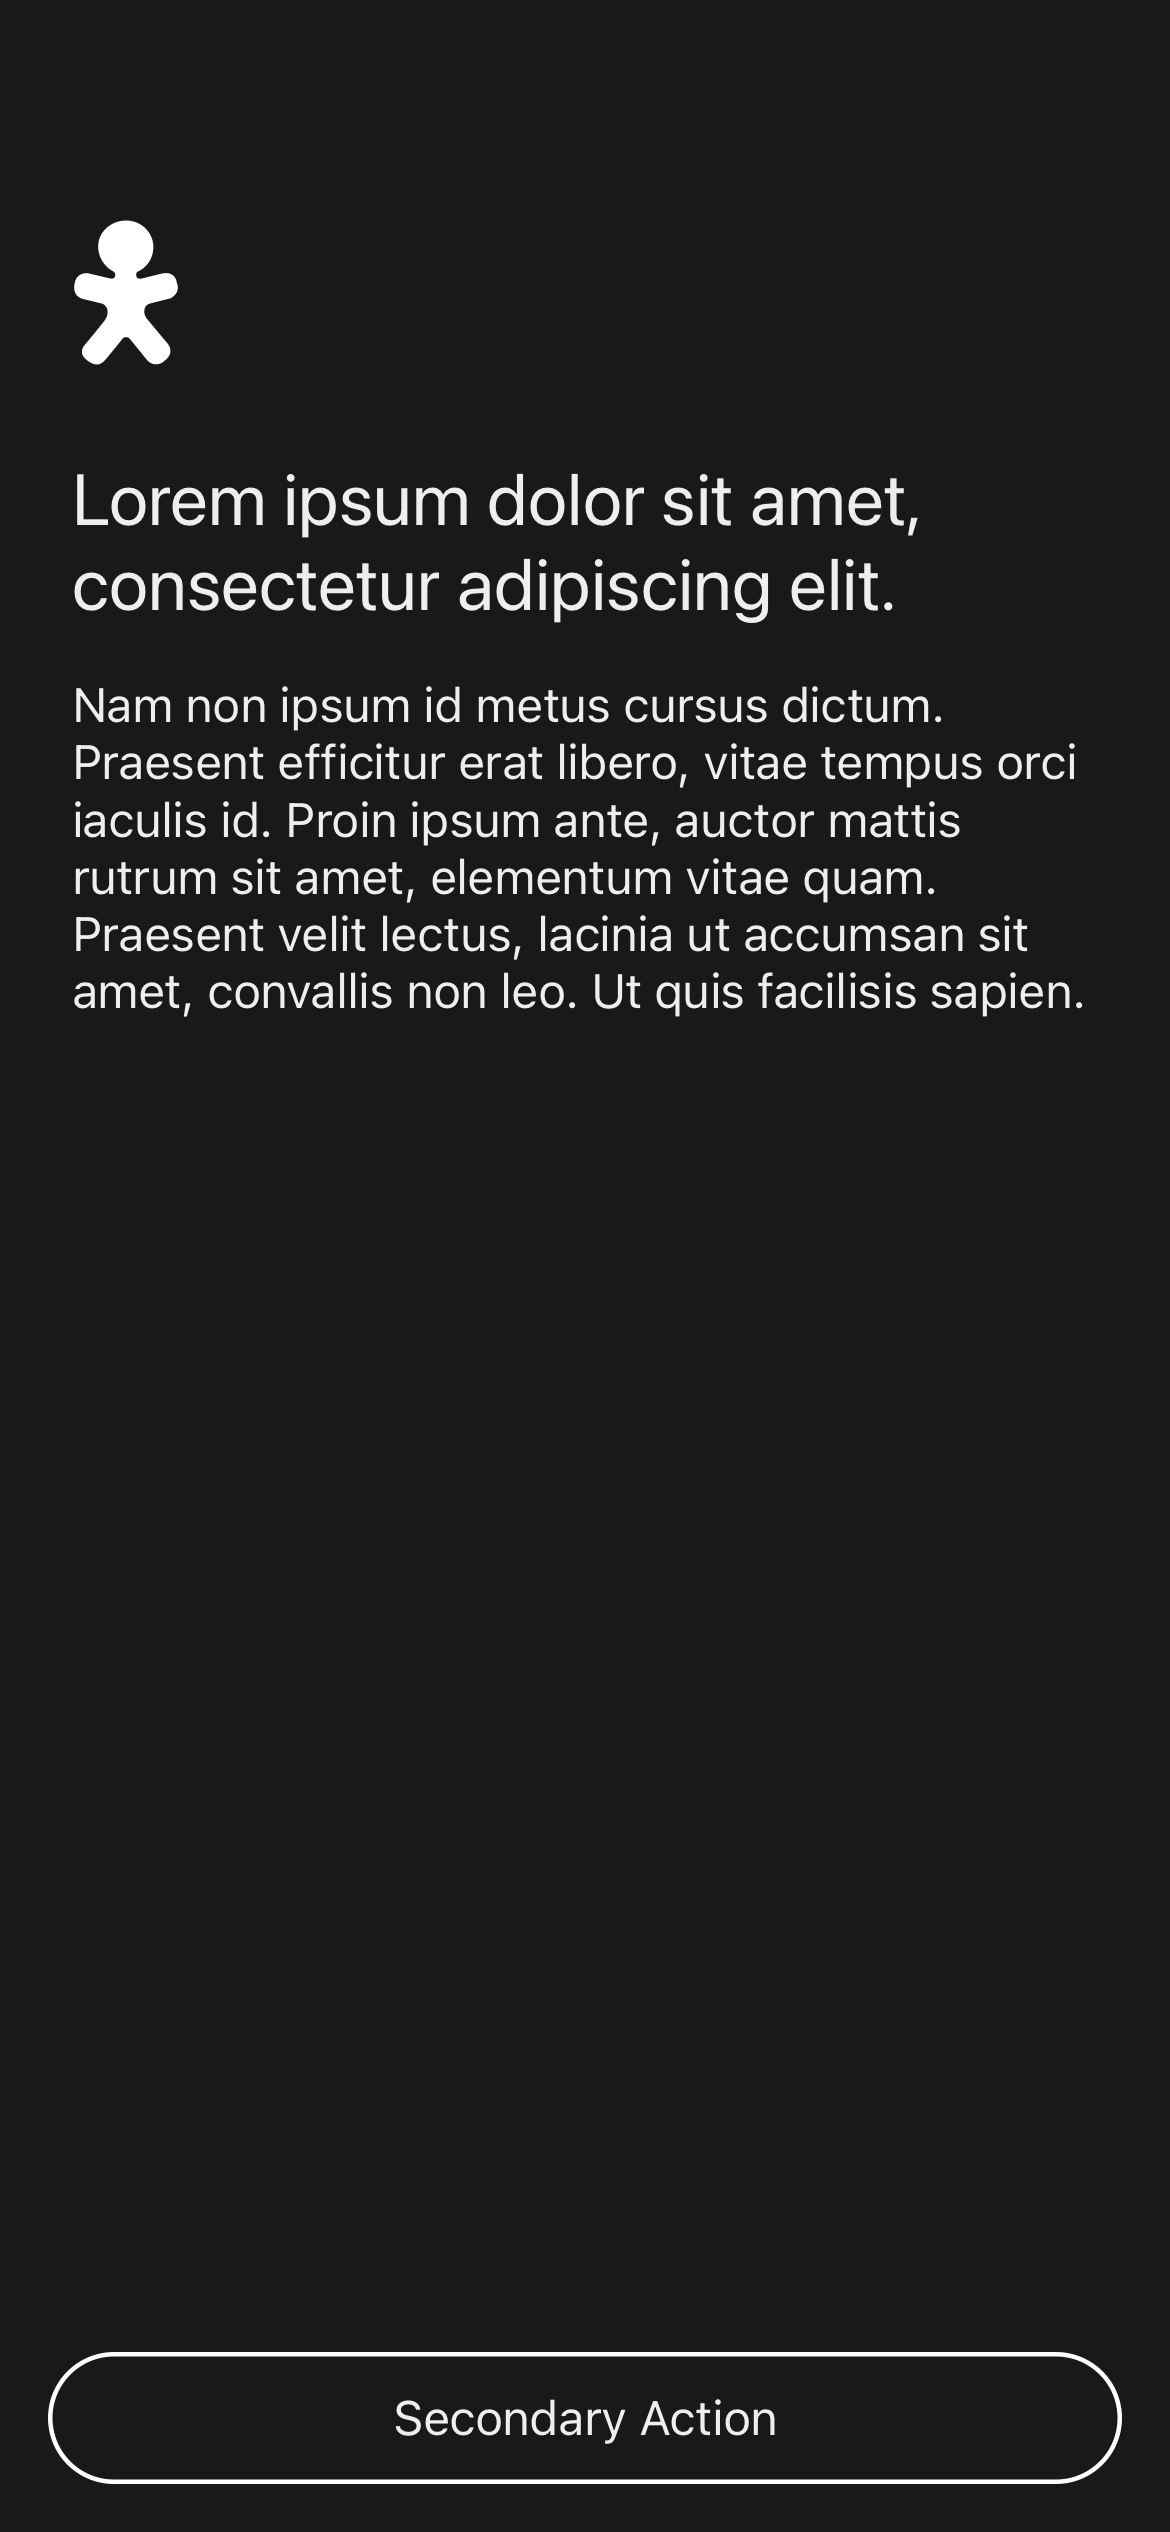 Lorem ipsum dolor sit amet,
consectetur adipiscing elit.
Nam non ipsum id metus cursus dictum.
Praesent efficitur erat libero, vitae tempus orci
iaculis id. Proin ipsum ante, auctor mattis
rutrum sit amet, elementum vitae quam.
Praesent velit lectus, lacinia ut accumsan sit
amet, convallis non leo. Ut quis facilisis sapien.
Secondary Action